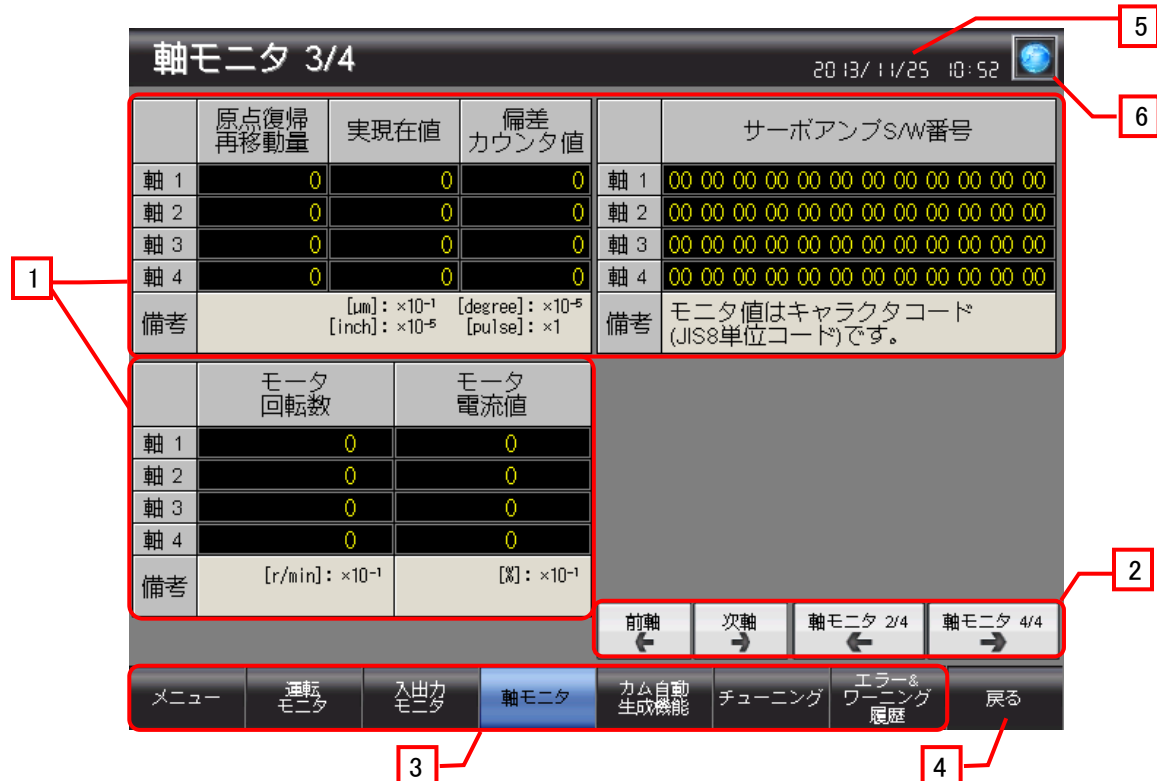 5
軸モニタ 3/4
2013/11/25 10:52
6
原点復帰
再移動量
実現在値
偏差
カウンタ値
軸 1 0 0 0
軸 2 0 0 0
軸 3 0 0 0
軸 4 0 0 0
備考
[μm]: ×10⁻¹ [degree]: ×10⁻⁵
[inch]: ×10⁻⁵ [pulse]: ×1
サーボアンプS/W番号
軸 1 00 00 00 00 00 00 00 00 00 00 00 00
軸 2 00 00 00 00 00 00 00 00 00 00 00 00
軸 3 00 00 00 00 00 00 00 00 00 00 00 00
軸 4 00 00 00 00 00 00 00 00 00 00 00 00
備考
モニタ値はキャラクタコード
(JIS8単位コード)です。
1
モータ
回転数
モータ
電流値
軸 1 0 0
軸 2 0 0
軸 3 0 0
軸 4 0 0
備考
[r/min]: ×10⁻¹
[%]: ×10⁻¹
2
前軸
次軸
軸モニタ 2/4
軸モニタ 4/4
メニュー
運転
モニタ
入出力
モニタ
軸モニタ
カム自動
生成機能
チューニング
エラー&
ワーニング
履歴
戻る
3
4